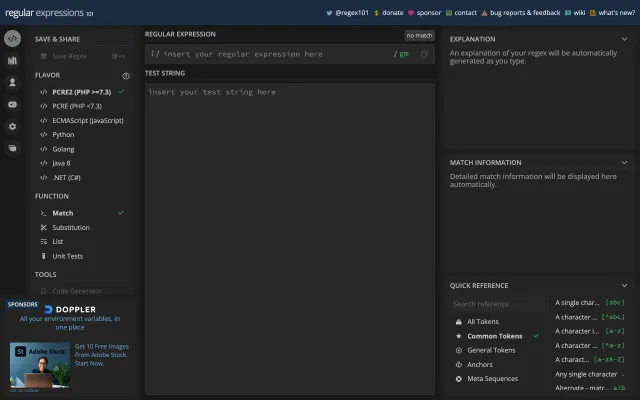 regular expressions 101
@regex101
$ donate
sponsor
contact
bug reports & feedback
wiki
what's new?
SAVE & SHARE
Save Regex
⌘+s
FLAVOR
</> PCRE2 (PHP >=7.3)
</> PCRE (PHP <7.3)
</> ECMAScript (JavaScript)
</> Python
</> Golang
</> Java 8
</> .NET (C#)
FUNCTION
Match
Substitution
List
Unit Tests
TOOLS
Code Generator
SPONSORS
DOPPLER
All your environment variables, in
one place
St Adobe Stock
Get 10 Free Images
From Adobe Stock.
Start Now.
REGULAR EXPRESSION
no match
/ insert your regular expression here
/ gm
TEST STRING
insert your test string here
EXPLANATION
An explanation of your regex will be automatically
generated as you type.
MATCH INFORMATION
Detailed match information will be displayed here
automatically.
QUICK REFERENCE
Search reference
All Tokens
Common Tokens
General Tokens
Anchors
Meta Sequences
A single char... [abc]
A character ... [^abc]
A character i... [a-z]
A character ... [^a-z]
A charact... [a-zA-Z]
Any single character .
Alternate - matr... a|b